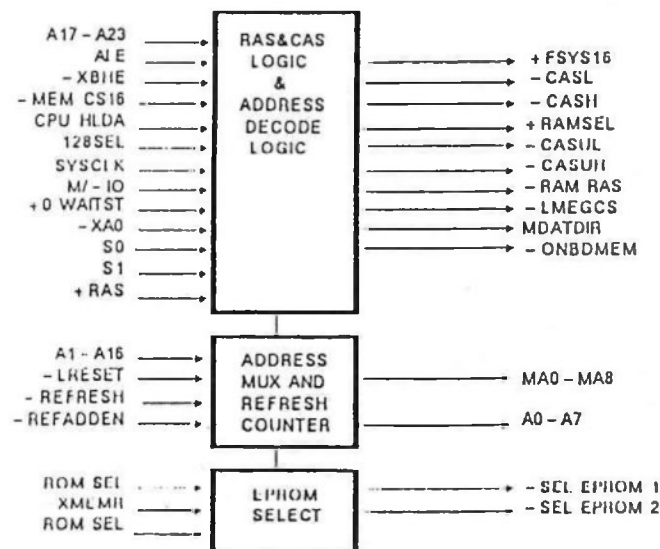 A17 - A23
ALE
- XBHE
- MEM CS16
CPU HLDA
128SEL
SYSCLK
M/ - IO
+0 WAITST
- XA0
S0
S1
+ RAS
RAS&CAS
LOGIC
&
ADDRESS
DECODE
LOGIC
+ FSYS16
- CASL
- CASH
+ RAMSEL
- CASUL
- CASUH
- RAM RAS
- LMEGCS
MDATDIR
- ONBDMEM
A1 - A16
- LRESET
- REFRESH
- REFADDEN
ADDRESS
MUX AND
REFRESH
COUNTER
MA0 - MA8
A0 - A7
ROM SEL
XMEMR
ROM SEL
EPROM
SELECT
- SEL EPROM 1
- SEL EPROM 2